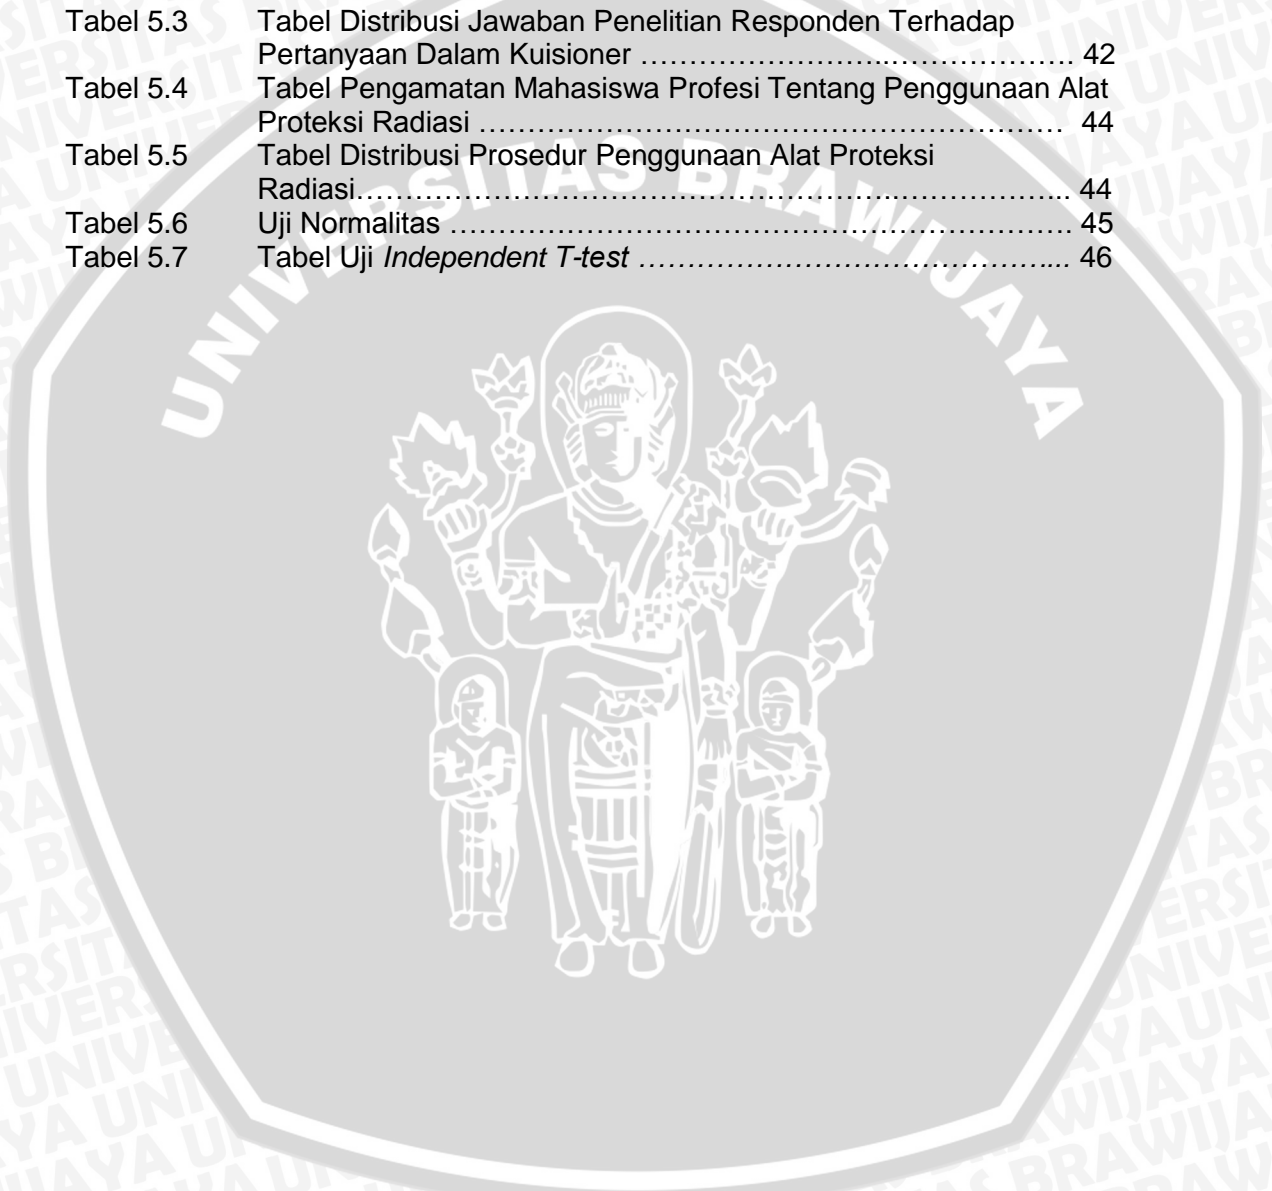 Tabel 5.3 Tabel Distribusi Jawaban Penelitian Responden Terhadap
Pertanyaan Dalam Kuisioner ……………………..………………. 42
Tabel 5.4 Tabel Pengamatan Mahasiswa Profesi Tentang Penggunaan Alat
Proteksi Radiasi …………………………………………………… 44
Tabel 5.5 Tabel Distribusi Prosedur Penggunaan Alat Proteksi
Radiasi……..……………………………………………..……………... 44
Tabel 5.6 Uji Normalitas ……………………………………………………… 45
Tabel 5.7 Tabel Uji Independent T-test …………………………………….... 46
UNIVERSITAS BRAWIJAYA